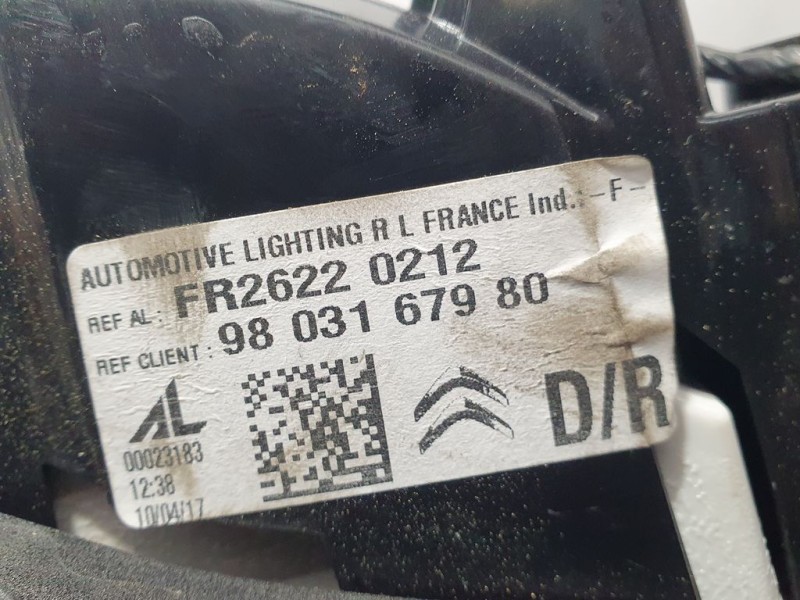 AUTOMOTIVE LIGHTING R L FRANCE Ind.: -F-
REF AL: FR26220 0212
REF CLIENT: 98 031 679 80
AL
D/R
00023183
12:38
10/04/17